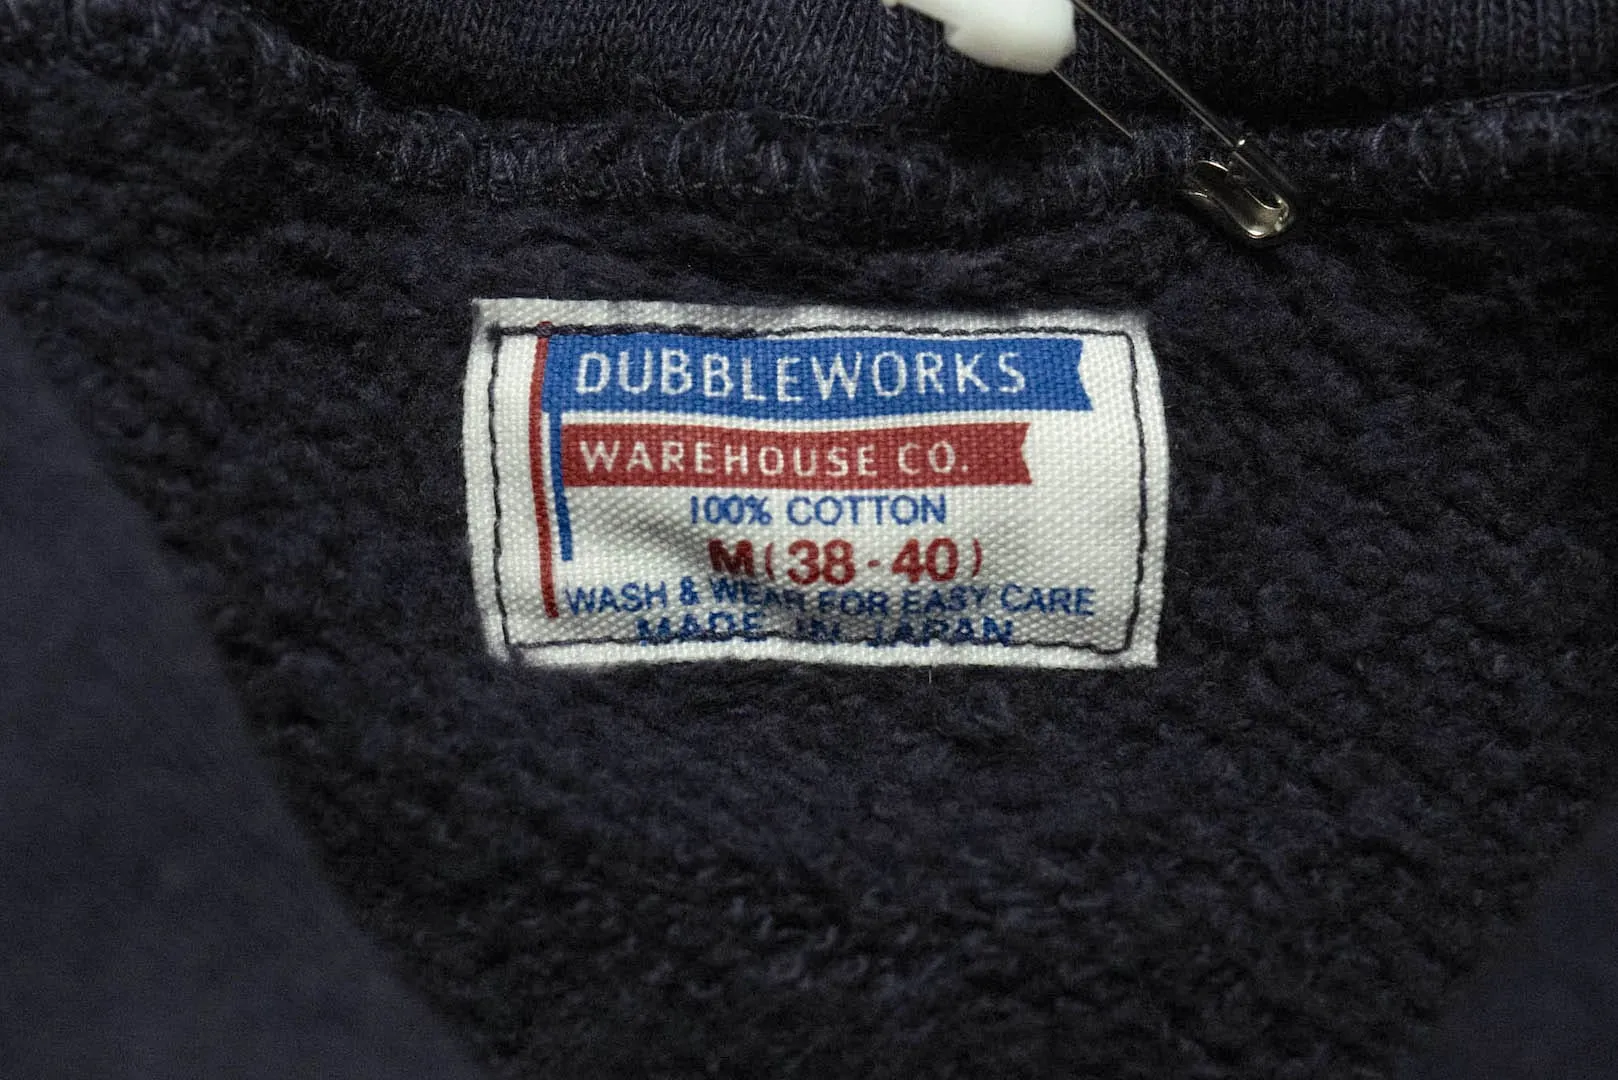 DUBBLEWORKS
WAREHOUSE CO.
100% COTTON
M(38-40)
WASH & WEAR FOR EASY CARE
MADE IN JAPAN